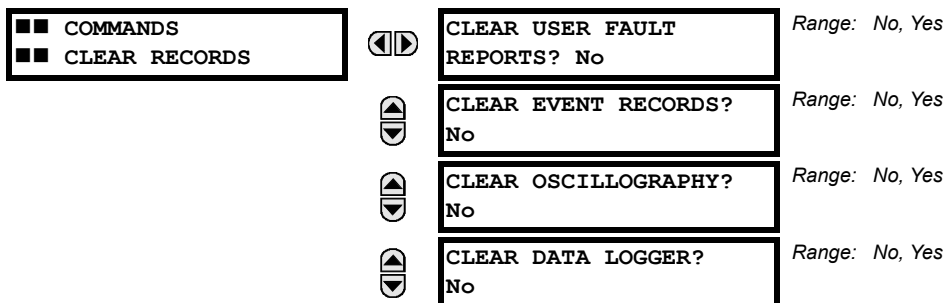 ■■ COMMANDS
■■ CLEAR RECORDS
CLEAR USER FAULT
REPORTS? No
Range: No, Yes
CLEAR EVENT RECORDS?
No
Range: No, Yes
CLEAR OSCILLOGRAPHY?
No
Range: No, Yes
CLEAR DATA LOGGER?
No
Range: No, Yes